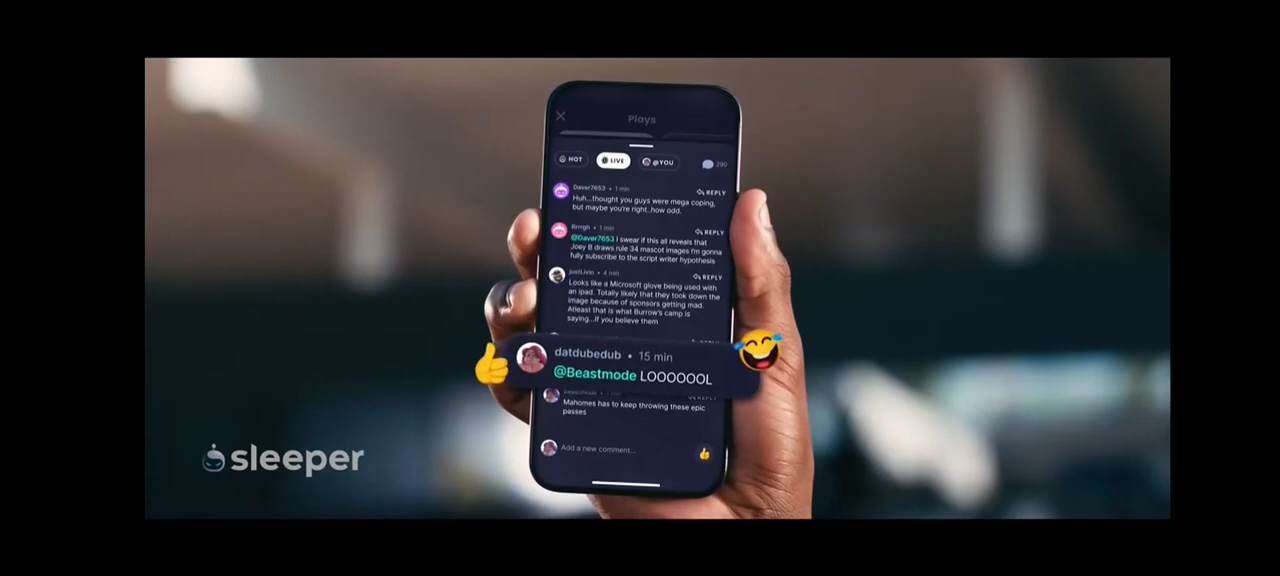 Plays
HOT
LIVE
@YOU
290
Daver7653 • 1 min
REPLY
Huh...thought you guys were mega coping,
but maybe you're right..how odd.
Rrrrgh • 1 min
REPLY
@Daver7653 I swear if this all reveals that
Joey B draws rule 34 mascot images I'm gonna
fully subscribe to the script writer hypothesis
justLivin • 4 min
REPLY
Looks like a Microsoft glove being used with
an ipad. Totally likely that they took down the
image because of sponsors getting mad.
Atleast that is what Burrow's camp is
saying...If you believe them
datdubedub • 15 min
@Beastmode LOOOOOOL
Mahomes has to keep throwing these epic
passes
Add a new comment...
sleeper